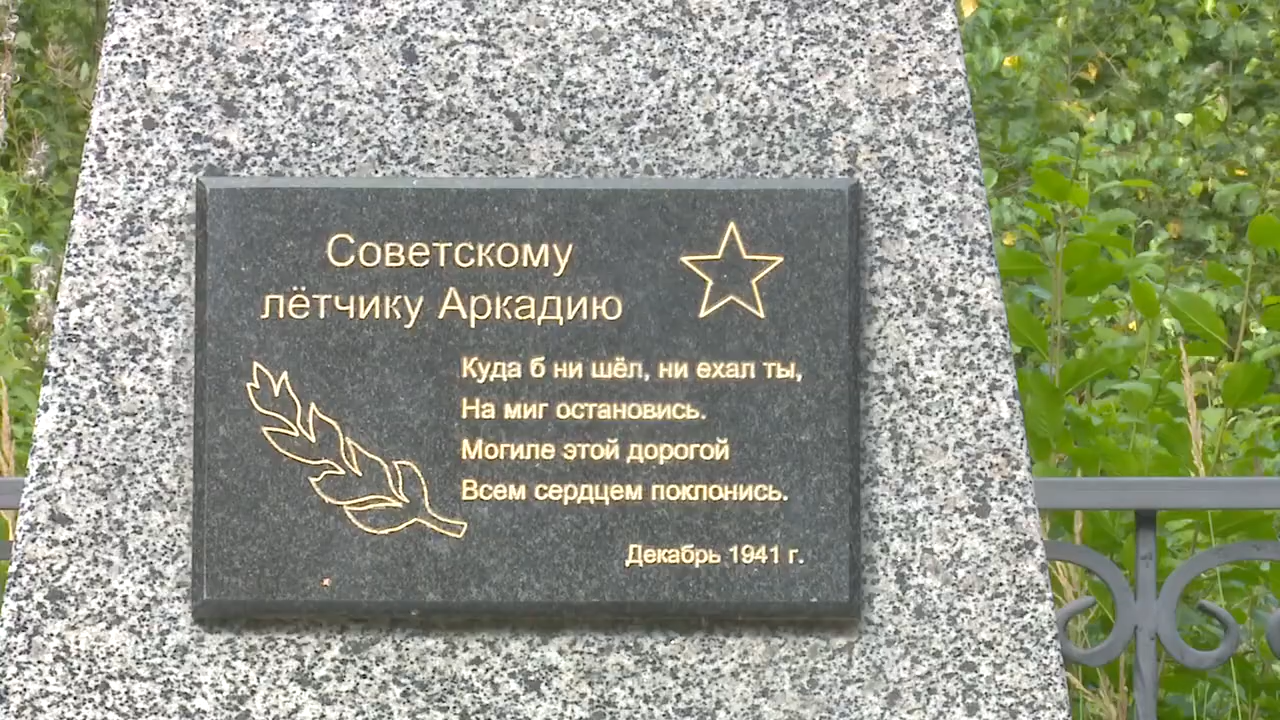 Советскому
лётчику Аркадию
Куда б ни шёл, ни ехал ты,
На миг остановись.
Могиле этой дорогой
Всем сердцем поклонись.
Декабрь 1941 г.